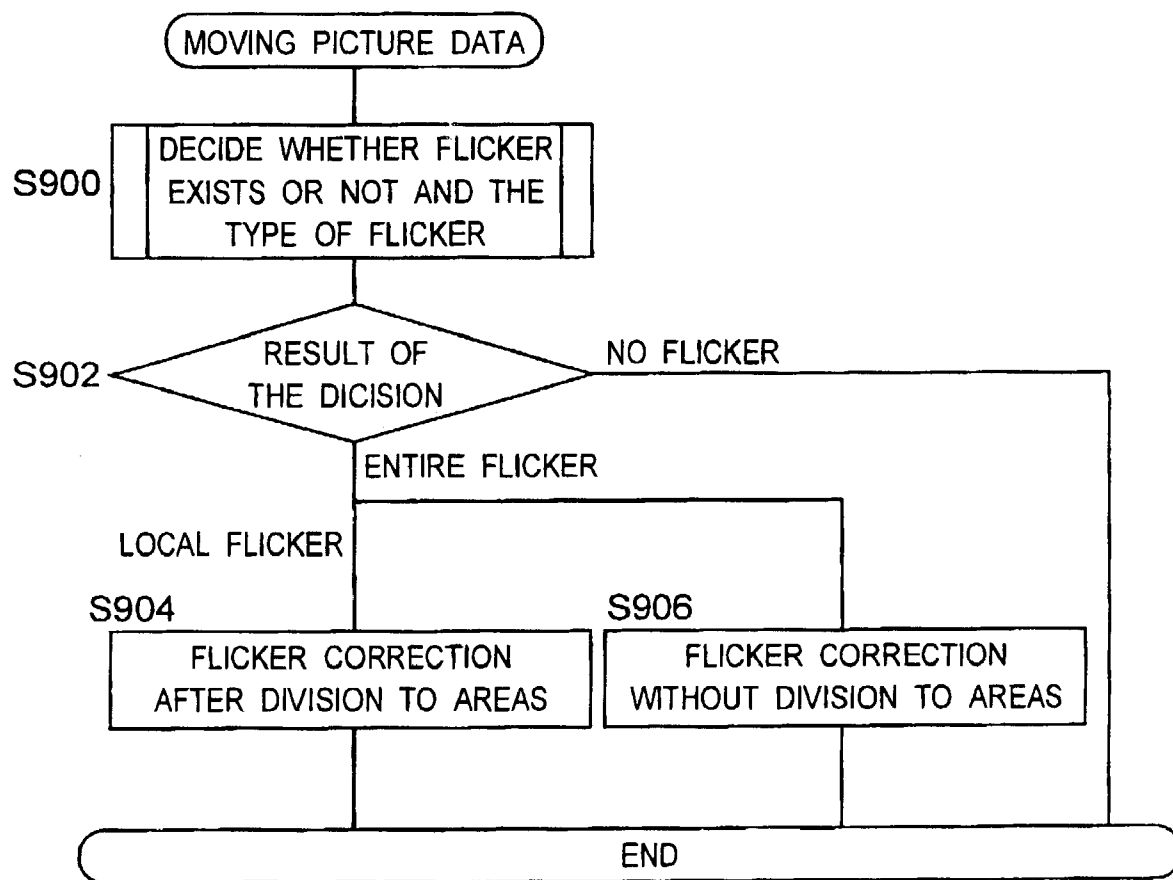 MOVING PICTURE DATA
S900
DECIDE WHETHER FLICKER
EXISTS OR NOT AND THE
TYPE OF FLICKER
S902
RESULT OF
THE DICISION
NO FLICKER
ENTIRE FLICKER
LOCAL FLICKER
S904
FLICKER CORRECTION
AFTER DIVISION TO AREAS
S906
FLICKER CORRECTION
WITHOUT DIVISION TO AREAS
END